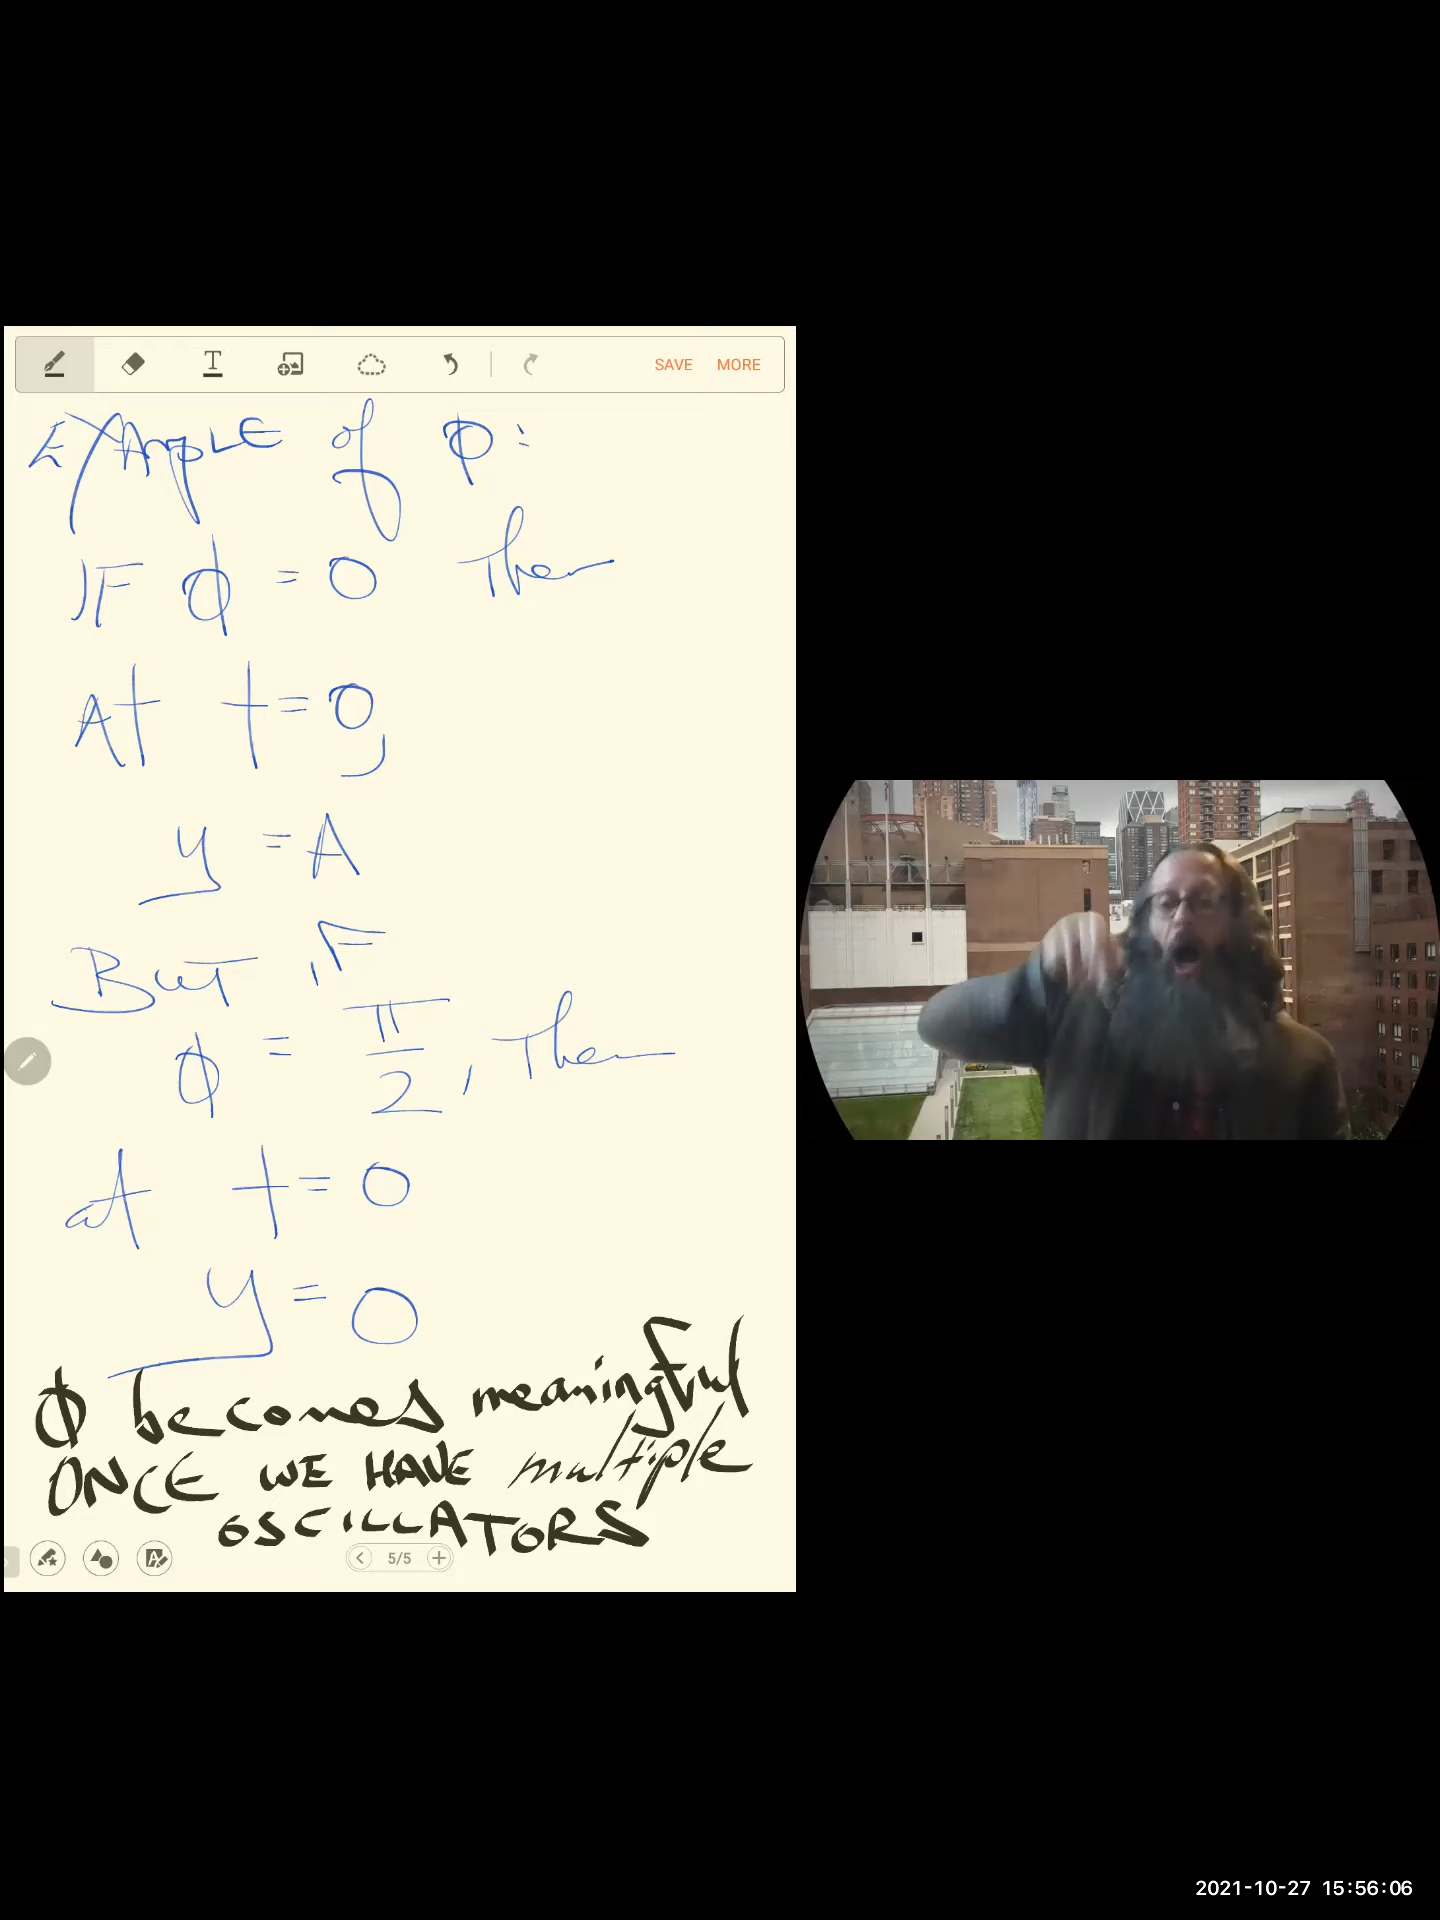 SAVE MORE
EXAMPLE of Φ:
IF Φ = 0 Then
At t = 0,
y = A
But, IF
Φ = π/2, Then
at t = 0
y = 0
Φ becomes meaningful
ONCE WE HAVE multiple
OSCILLATORS
5/5
2021-10-27 15:56:06